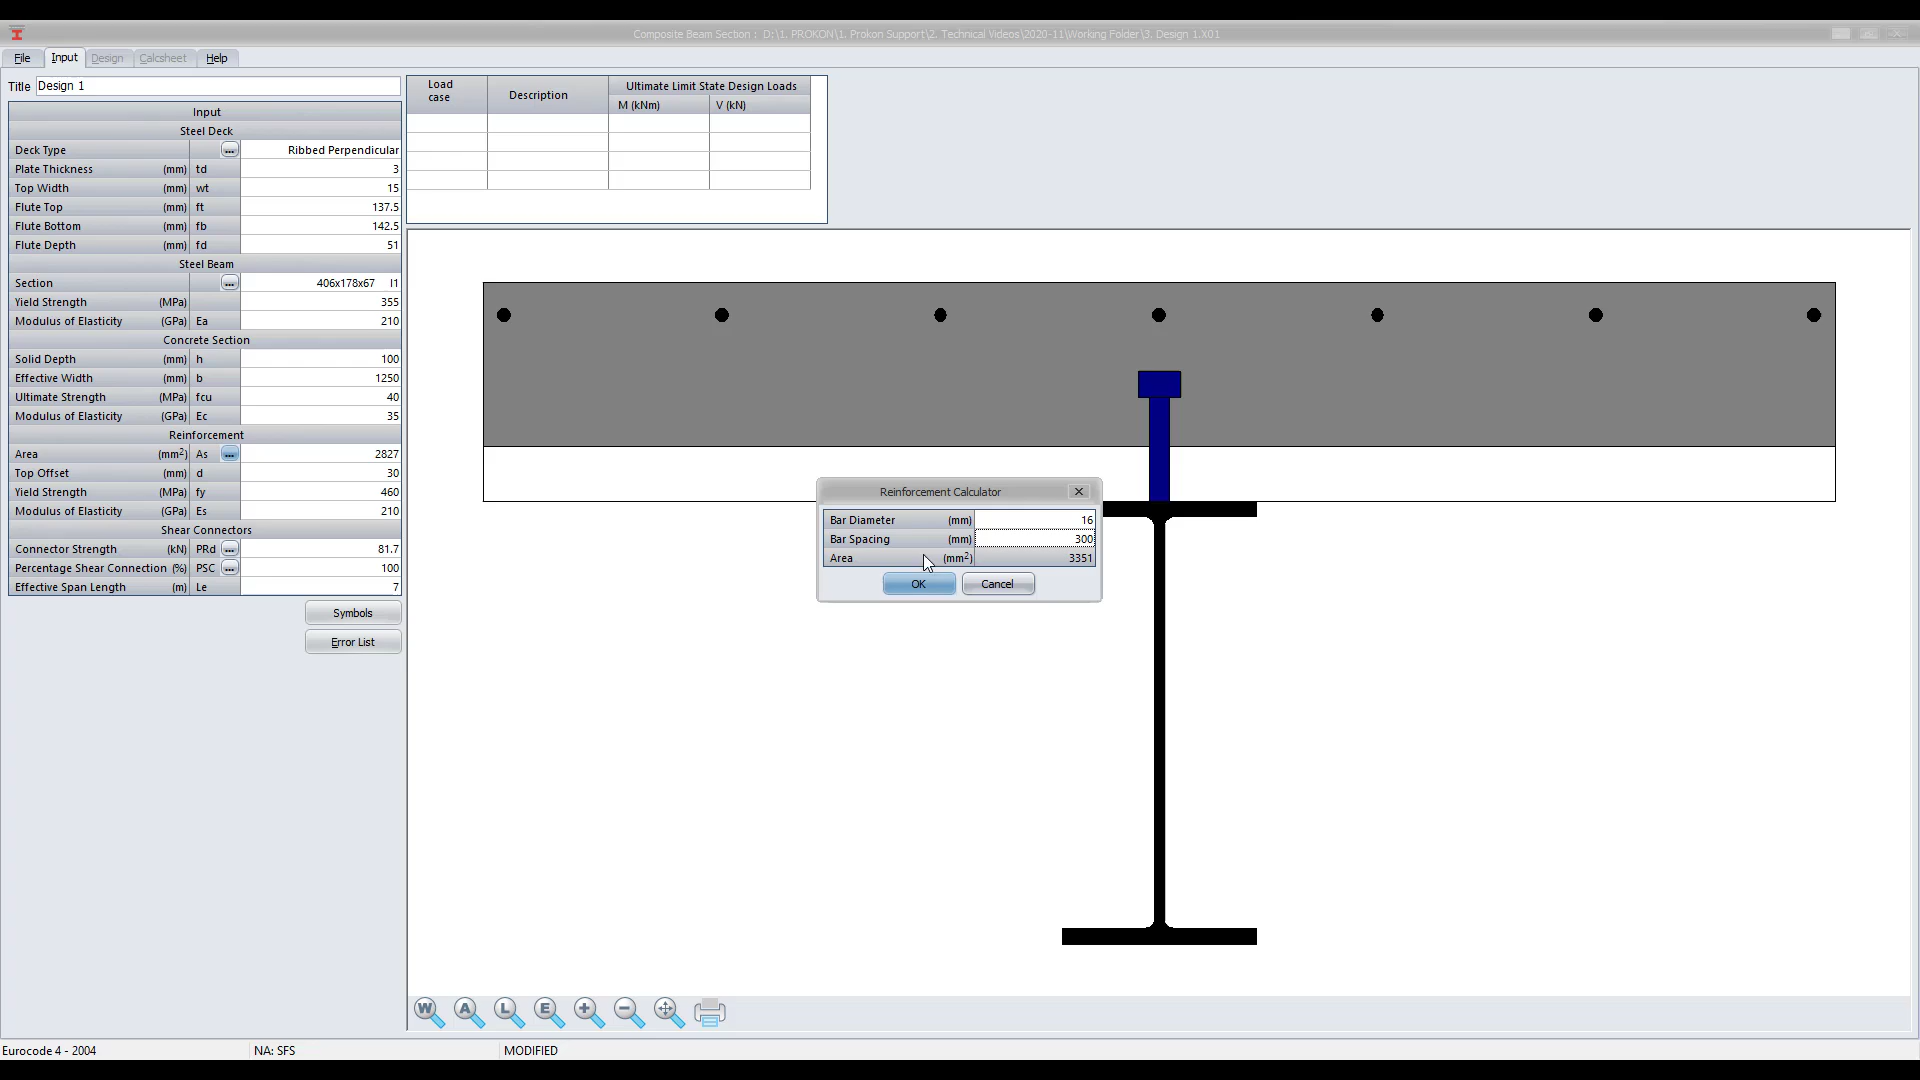 Composite Beam Section : D:\1. PROKON\1. Prokon Support\2. Technical Videos\2020-11\Working Folder\3. Design 1.X01
File Input Design Calcsheet Help
Title Design 1
Input
Steel Deck
Deck Type ... Ribbed Perpendicular
Plate Thickness (mm) td 3
Top Width (mm) wt 15
Flute Top (mm) ft 137.5
Flute Bottom (mm) fb 142.5
Flute Depth (mm) fd 51
Steel Beam
Section ... 406x178x67 I1
Yield Strength (MPa) 355
Modulus of Elasticity (GPa) Ea 210
Concrete Section
Solid Depth (mm) h 100
Effective Width (mm) b 1250
Ultimate Strength (MPa) fcu 40
Modulus of Elasticity (GPa) Ec 35
Reinforcement
Area (mm²) As ... 2827
Top Offset (mm) d 30
Yield Strength (MPa) fy 460
Modulus of Elasticity (GPa) Es 210
Shear Connectors
Connector Strength (kN) PRd ... 81.7
Percentage Shear Connection (%) PSC ... 100
Effective Span Length (m) Le 7
Symbols
Error List
Load case
Description
Ultimate Limit State Design Loads
M (kNm) V (kN)
Reinforcement Calculator
Bar Diameter (mm) 16
Bar Spacing (mm) 300
Area (mm²) 3351
OK Cancel
W A L E
Eurocode 4 - 2004 NA: SFS MODIFIED